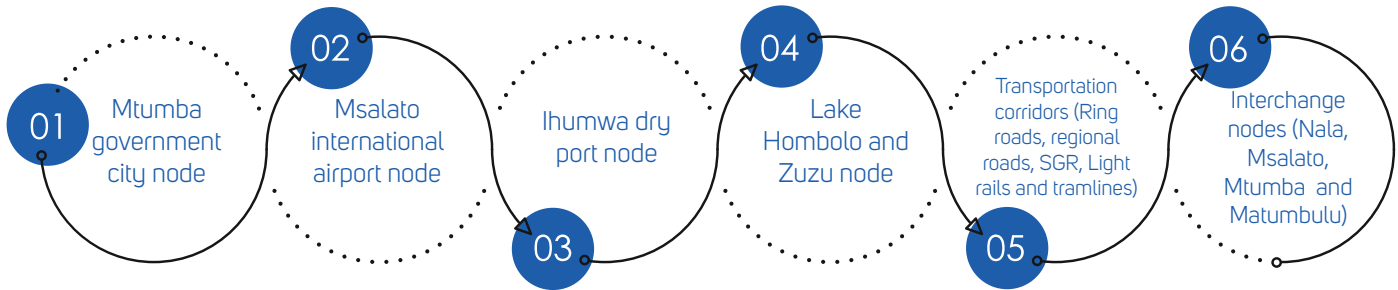 01
Mtumba
government
city node
02
Msalato
international
airport node
03
Ihumwa dry
port node
04
Lake
Hombolo and
Zuzu node
05
Transportation
corridors (Ring
roads, regional
roads, SGR, Light
rails and tramlines)
06
Interchange
nodes (Nala,
Msalato,
Mtumba and
Matumbulu)